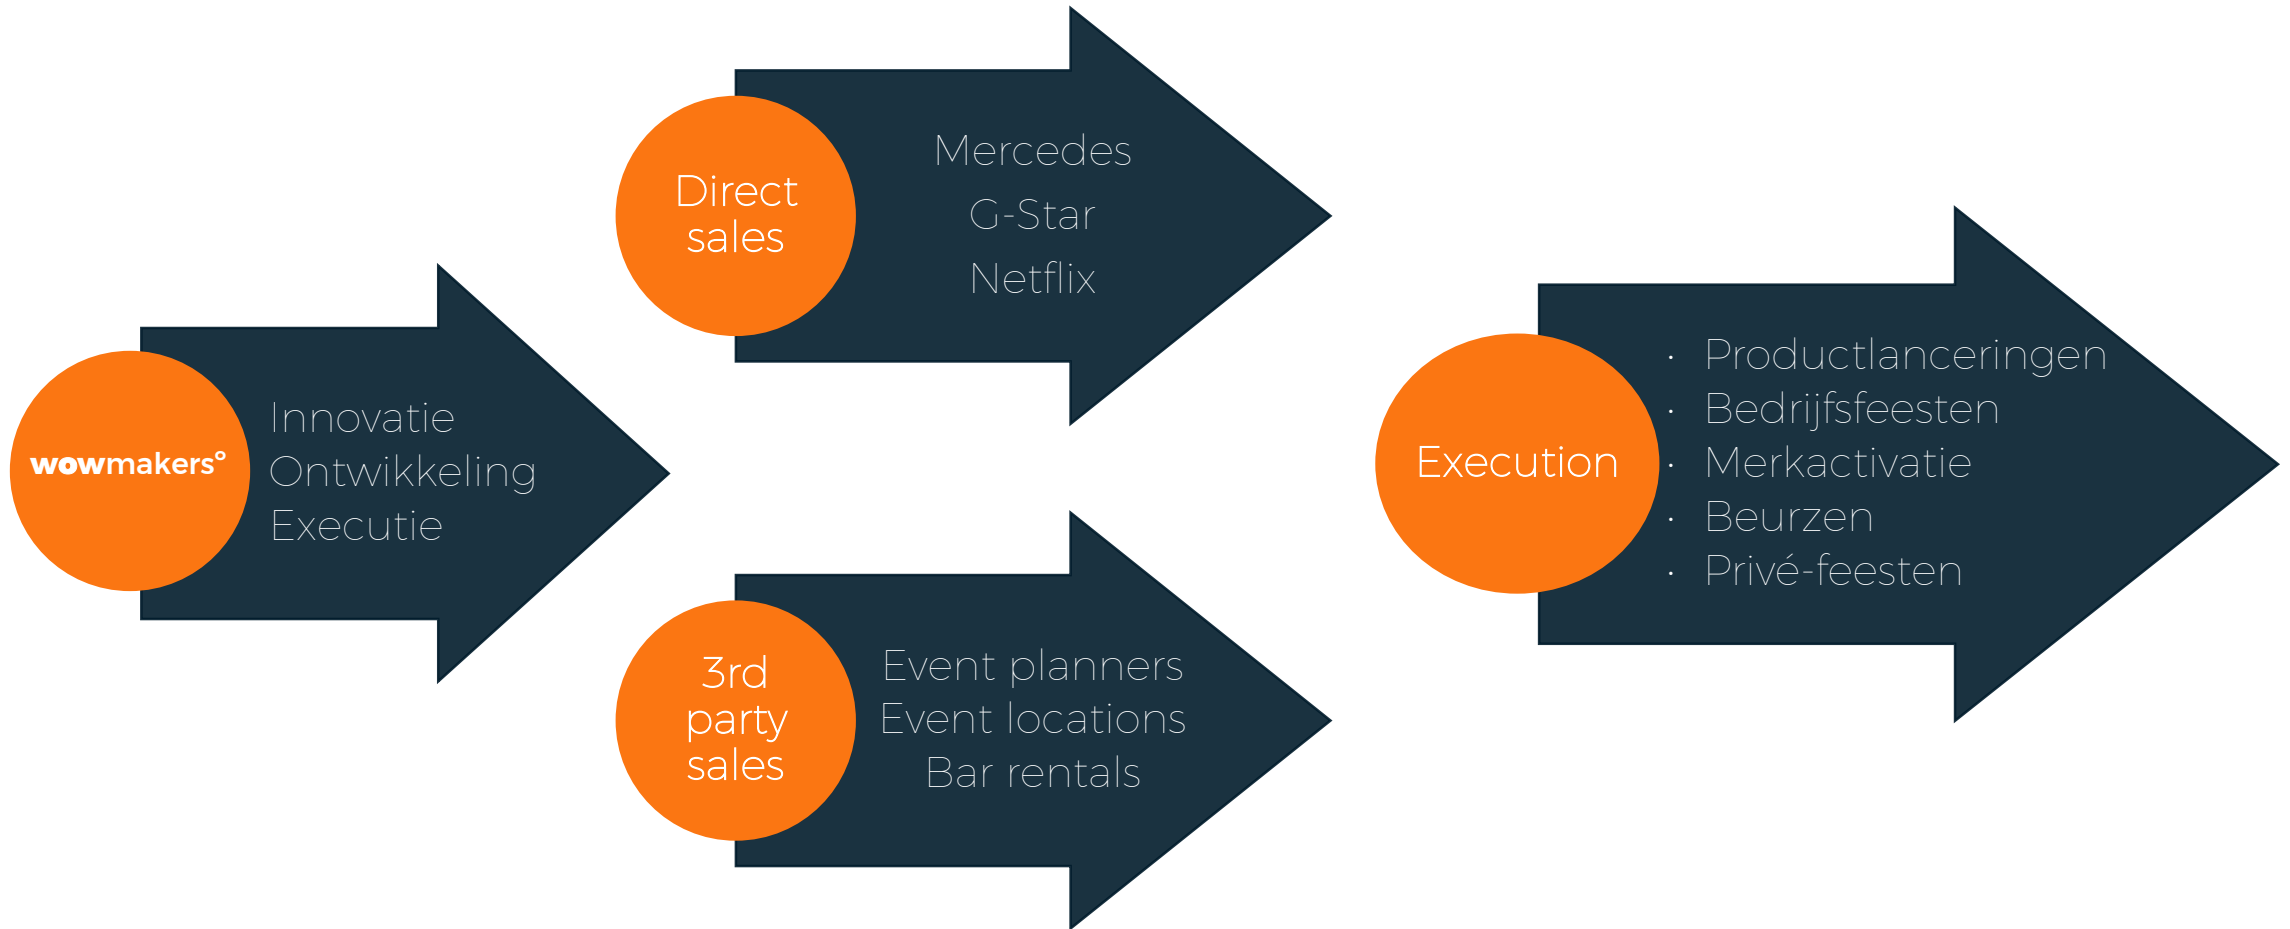 wowmakersº
Innovatie
Ontwikkeling
Executie
Direct
sales
Mercedes
G-Star
Netflix
3rd
party
sales
Event planners
Event locations
Bar rentals
Execution
· Productlanceringen
· Bedrijfsfeesten
· Merkactivatie
· Beurzen
· Privé-feesten